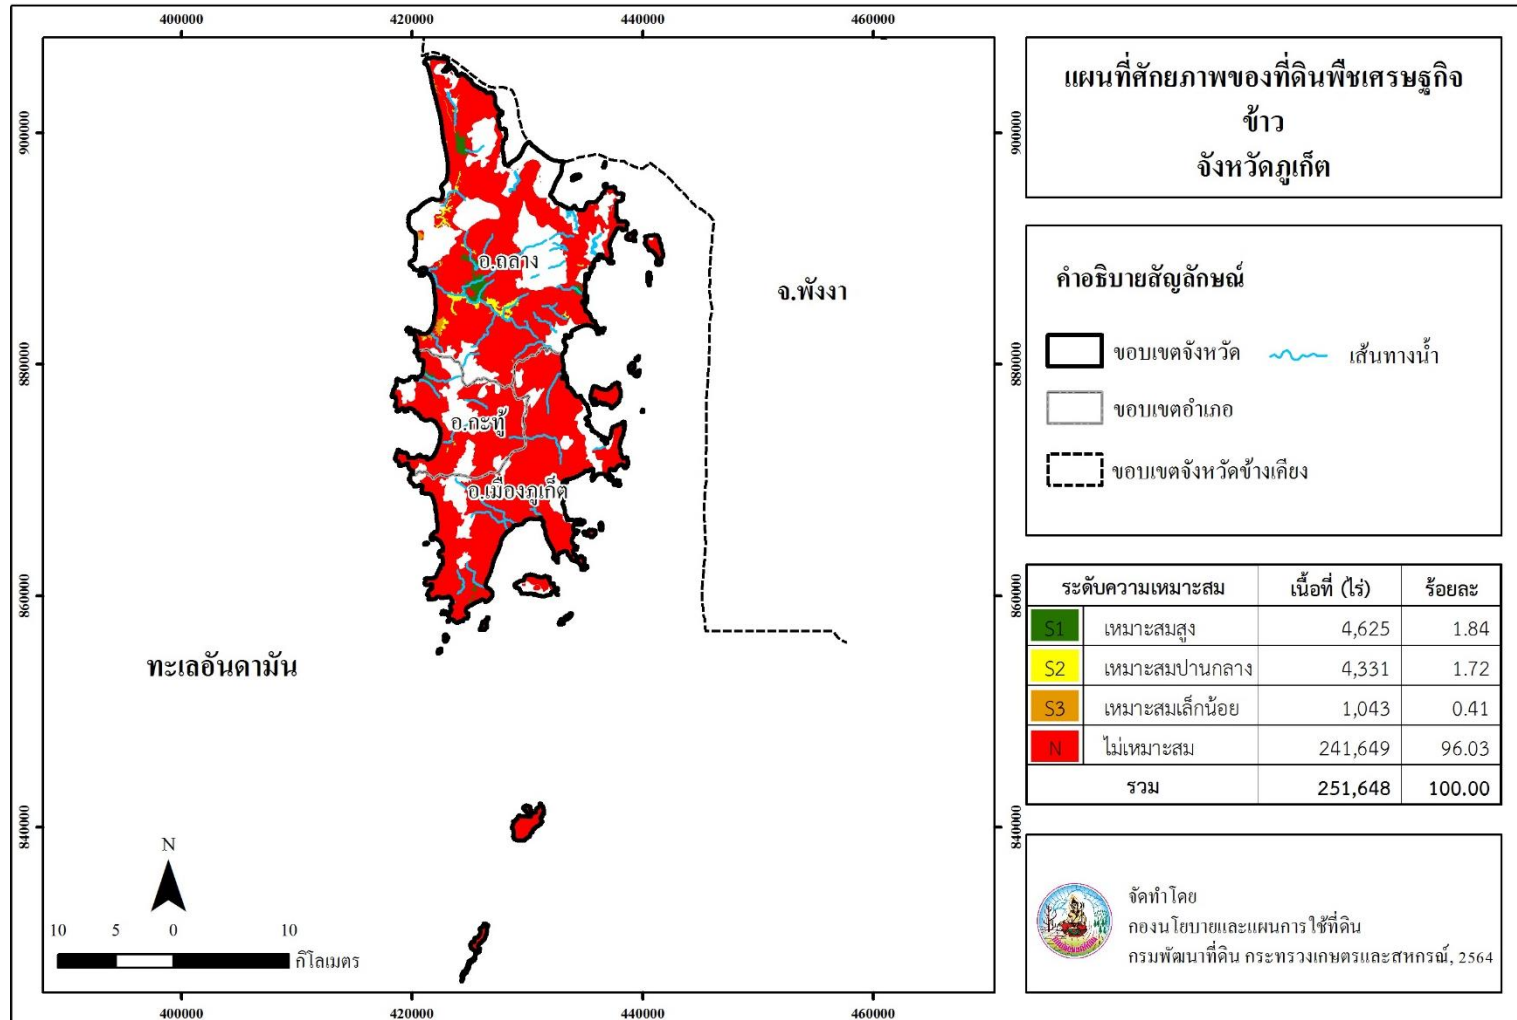 400000 420000 440000 460000
แผนที่ศักยภาพของที่ดินพืชเศรษฐกิจ
ข้าว
จังหวัดภูเก็ต
900000 900000
อ.ถลาง
จ.พังงา
คำอธิบายสัญลักษณ์
ขอบเขตจังหวัด เส้นทางน้ำ
880000 880000
ขอบเขตอำเภอ
อ.กะทู้
ขอบเขตจังหวัดข้างเคียง
อ.เมืองภูเก็ต
860000 860000
ระดับความเหมาะสม เนื้อที่ (ไร่) ร้อยละ
S1 เหมาะสมสูง 4,625 1.84
S2 เหมาะสมปานกลาง 4,331 1.72
S3 เหมาะสมเล็กน้อย 1,043 0.41
N ไม่เหมาะสม 241,649 96.03
รวม 251,648 100.00
ทะเลอันดามัน
840000 840000
N
10 5 0 10
กิโลเมตร
จัดทำโดย
กองนโยบายและแผนการใช้ที่ดิน
กรมพัฒนาที่ดิน กระทรวงเกษตรและสหกรณ์, 2564
400000 420000 440000 460000